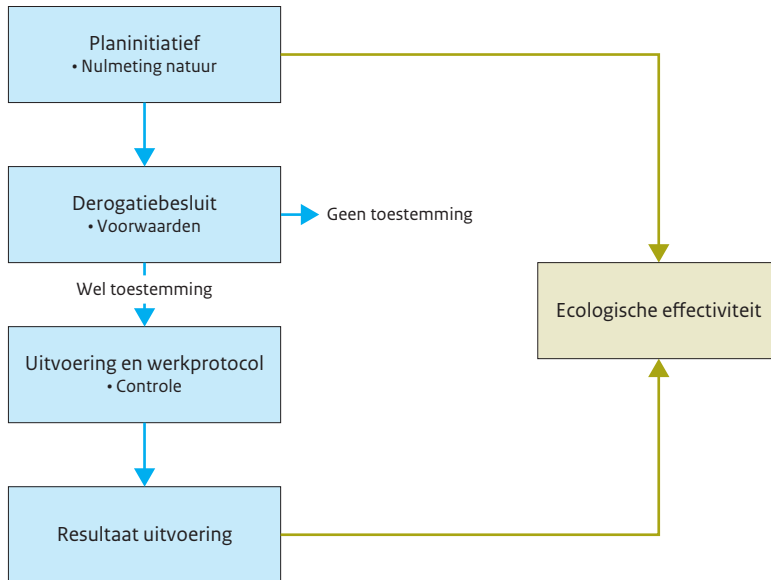 Planinitiatief
• Nulmeting natuur
Derogatiebesluit
• Voorwaarden
Geen toestemming
Wel toestemming
Ecologische effectiviteit
Uitvoering en werkprotocol
• Controle
Resultaat uitvoering